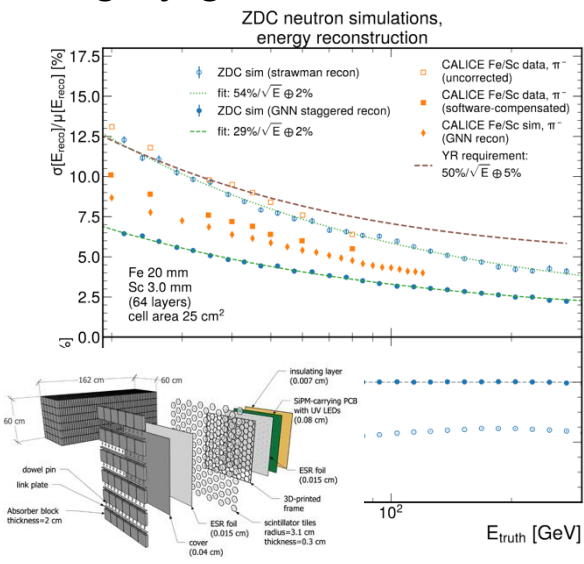 ZDC neutron simulations,
energy reconstruction
17.5
15.0
12.5
10.0
7.5
5.0
2.5
0.0
σ[E_reco]/μ[E_reco] [%]
ZDC sim (strawman recon)
fit: 54%/√E ⊕ 2%
ZDC sim (GNN staggered recon)
fit: 29%/√E ⊕ 2%
CALICE Fe/Sc data, π⁻
(uncorrected)
CALICE Fe/Sc data, π⁻
(software-compensated)
CALICE Fe/Sc sim, π⁻
(GNN recon)
YR requirement:
50%/√E ⊕ 5%
Fe 20 mm
Sc 3.0 mm
(64 layers)
cell area 25 cm²
%]
162 cm
60 cm
60 cm
insulating layer
(0.007 cm)
SiPM-carrying PCB
with UV LEDs
(0.08 cm)
ESR foil
(0.015 cm)
3D-printed
frame
scintillator tiles
radius=3.1 cm
thickness=0.3 cm
ESR foil
(0.015 cm)
cover
(0.04 cm)
dowel pin
link plate
Absorber block
thickness=2 cm
10²
E_truth [GeV]